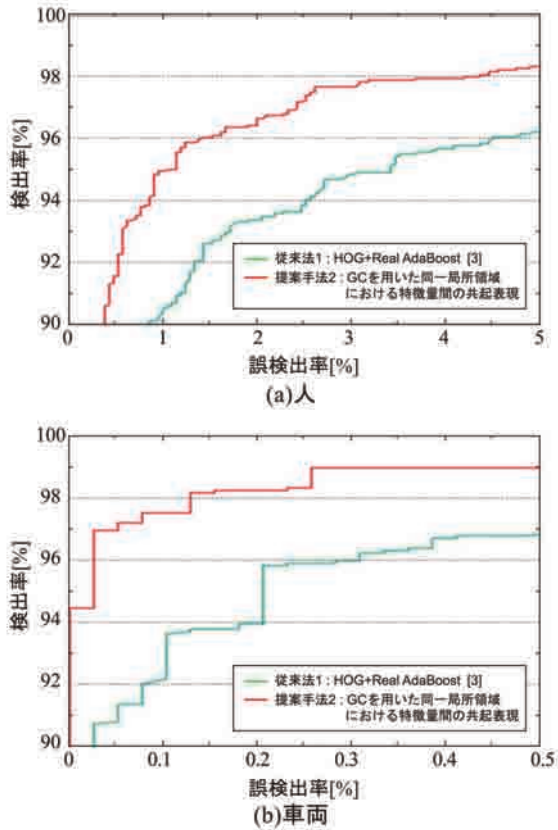 100
98
96
94
92
90
検出率[%]
従来法1 : HOG+Real AdaBoost [3]
提案手法2 : GCを用いた同一局所領域
における特徴量間の共起表現
0 1 2 3 4 5
誤検出率[%]
(a)人
100
98
96
94
92
90
検出率[%]
従来法1 : HOG+Real AdaBoost [3]
提案手法2 : GCを用いた同一局所領域
における特徴量間の共起表現
0 0.1 0.2 0.3 0.4 0.5
誤検出率[%]
(b)車両